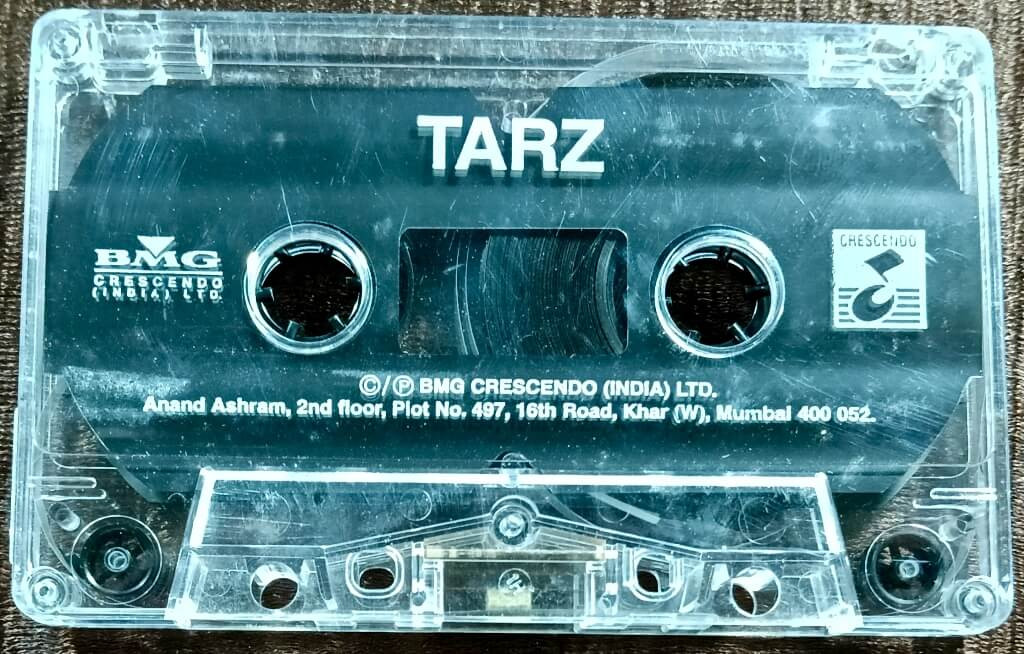 TARZ
BMG
CRESCENDO
(INDIA) LTD.
CRESCENDO
©/℗ BMG CRESCENDO (INDIA) LTD.
Anand Ashram, 2nd floor, Plot No. 497, 16th Road, Khar (W), Mumbai 400 052.